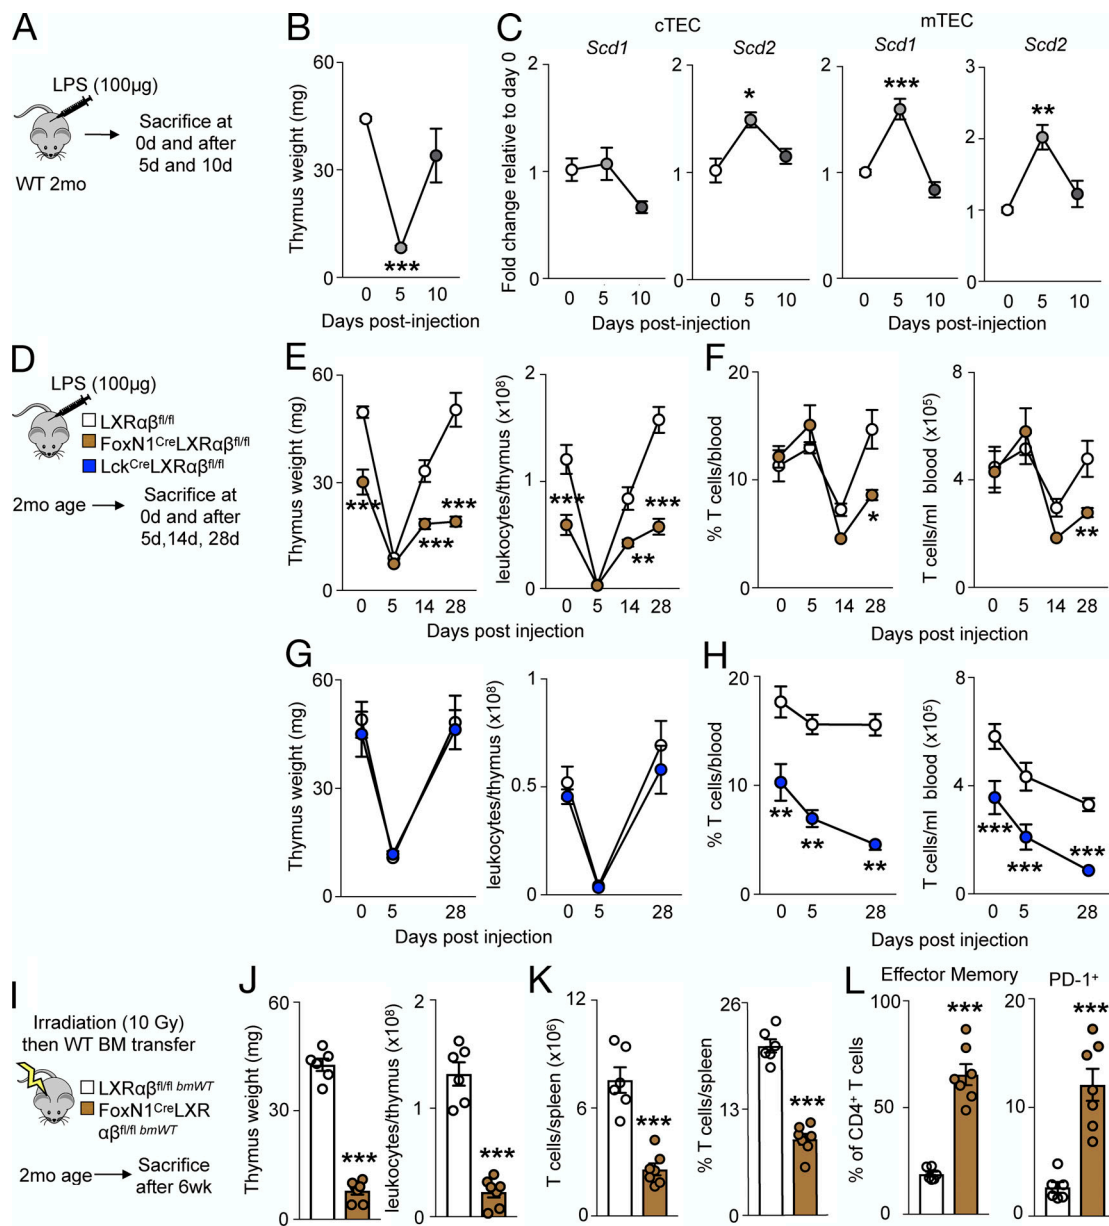 A
LPS (100µg)
WT 2mo
Sacrifice at
0d and after
5d and 10d
B
Thymus weight (mg)
60
30
0
***
0 5 10
Days post-injection
C
cTEC
mTEC
Scd1
Scd2
Scd1
Scd2
Fold change relative to day 0
2
1
0
0 5 10
2
1
0
*
0 5 10
Days post-injection
2
1
0
***
0 5 10
3
2
1
0
**
0 5 10
Days post-injection
D
LPS (100µg)
LXRαβfl/fl
FoxN1CreLXRαβfl/fl
LckCreLXRαβfl/fl
2mo age
Sacrifice at
0d and after
5d,14d, 28d
E
Thymus weight (mg)
60
30
0
***
***
***
0 5 14 28
leukocytes/thymus (x10⁸)
2
1
0
***
**
***
0 5 14 28
Days post injection
F
% T cells/blood
20
10
0
*
0 5 14 28
T cells/ml blood (x10⁵)
8
4
0
**
0 5 14 28
Days post injection
G
Thymus weight (mg)
60
30
0
0 5 28
leukocytes/thymus (x10⁸)
1
0.5
0
0 5 28
Days post injection
H
% T cells/blood
20
10
0
**
**
**
0 5 28
T cells/ml blood (x10⁵)
8
4
0
***
***
***
0 5 28
Days post injection
I
Irradiation (10 Gy)
then WT BM transfer
LXRαβfl/fl bmWT
FoxN1CreLXR
αβfl/fl bmWT
2mo age
Sacrifice
after 6wk
J
Thymus weight (mg)
60
30
0
***
leukocytes/thymus (x10⁸)
2
1
0
***
K
T cells/spleen (x10⁶)
12
6
0
***
% T cells/spleen
26
13
0
***
L
Effector Memory
% of CD4⁺ T cells
100
50
0
***
PD-1⁺
20
10
0
***